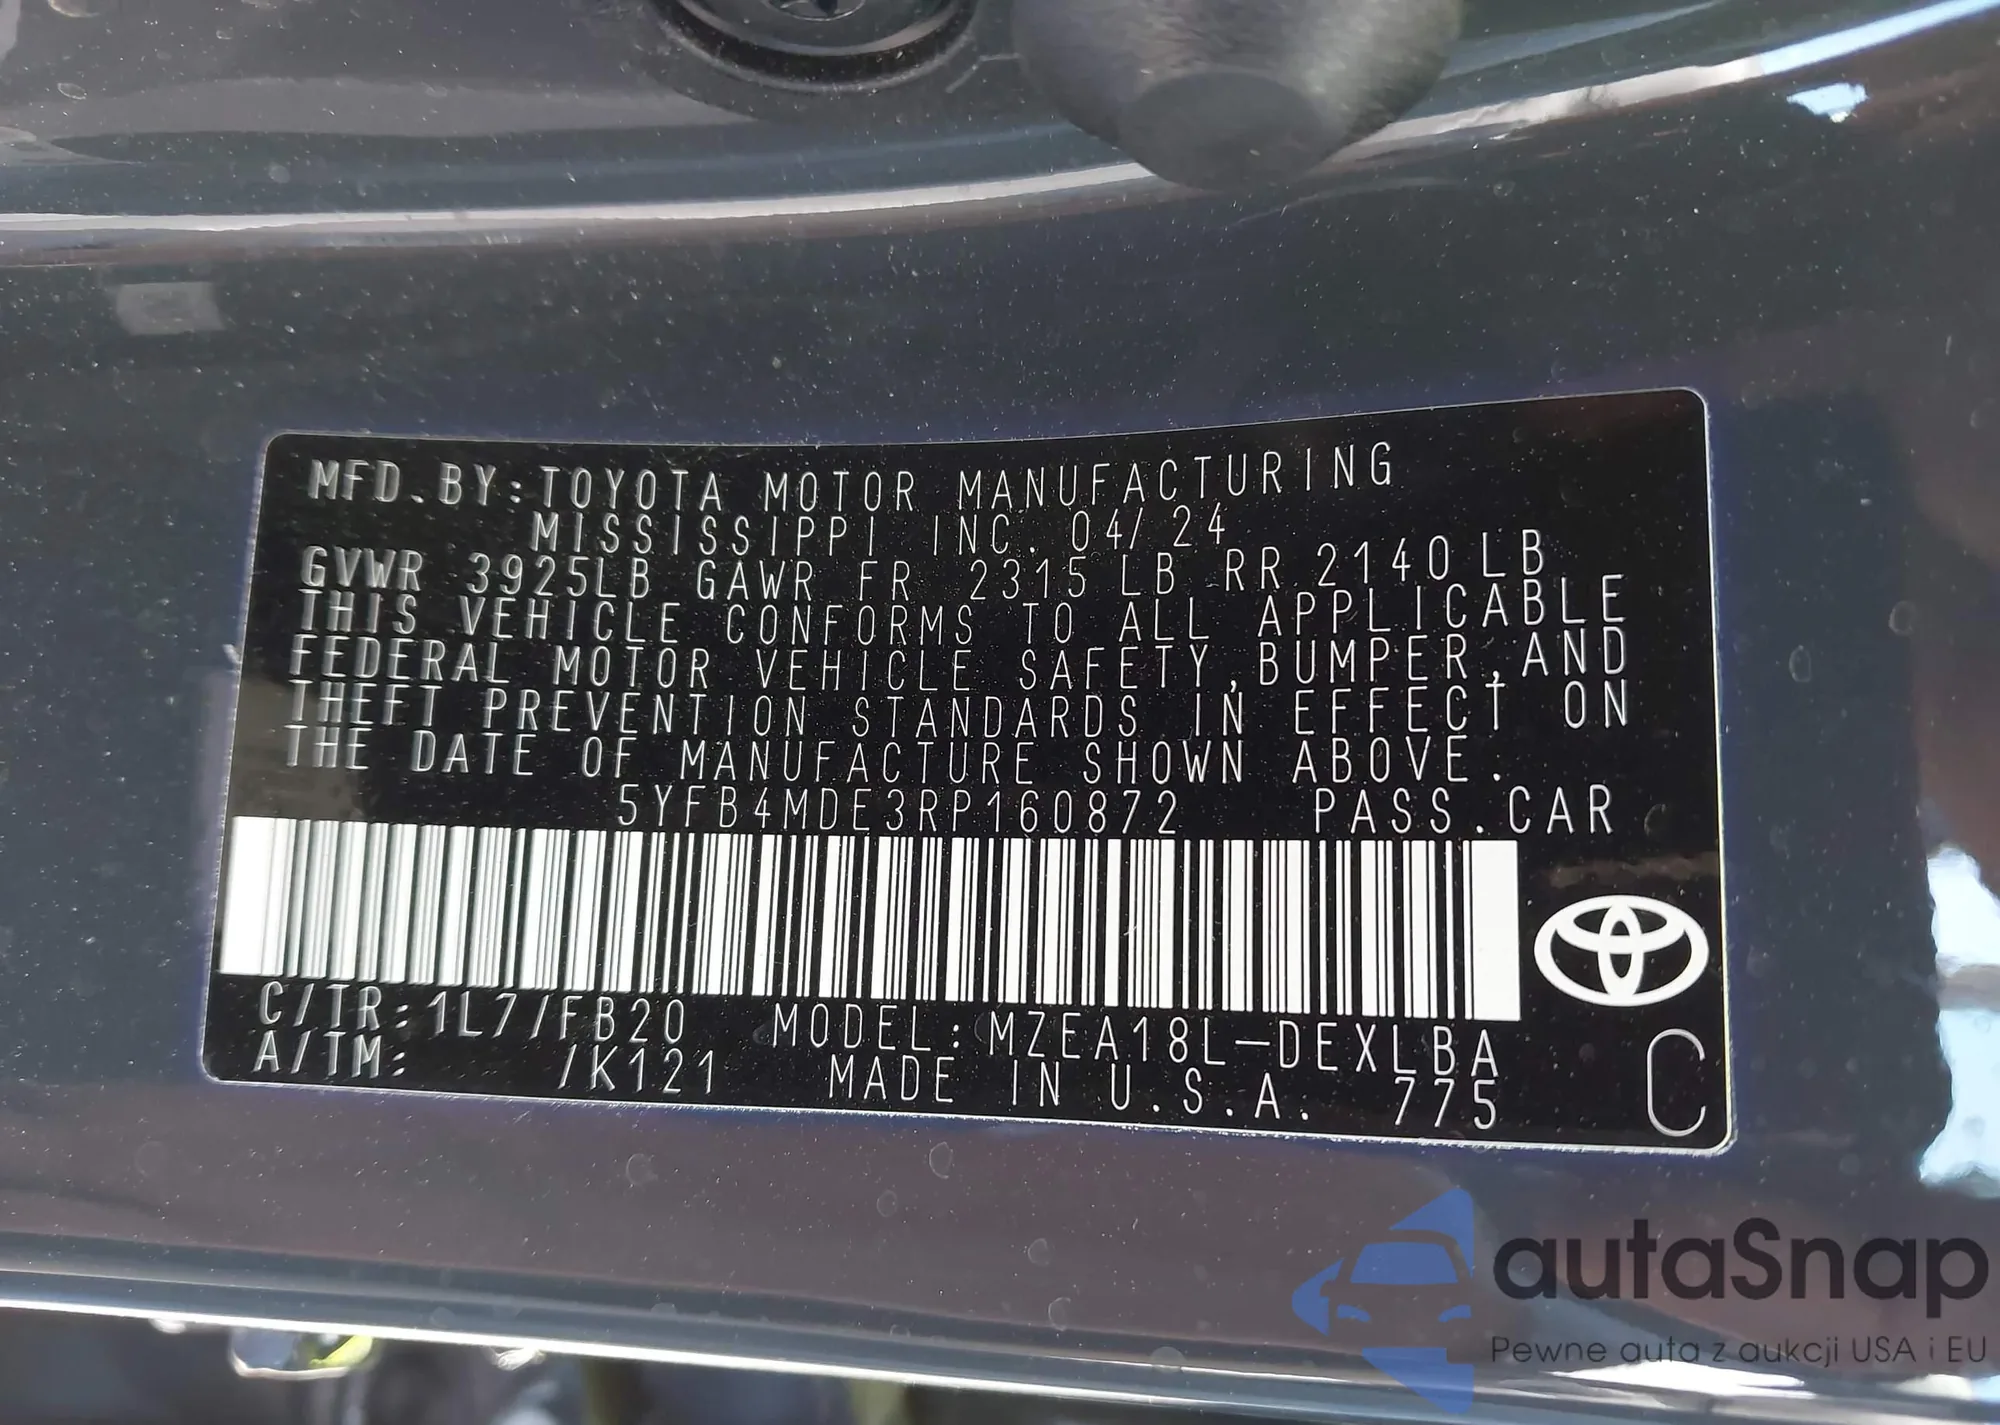 MFD.BY:TOYOTA MOTOR MANUFACTURING
MISSISSIPPI INC. 04/24
GVWR 3925LB GAWR FR 2315 LB RR 2140 LB
THIS VEHICLE CONFORMS TO ALL APPLICABLE
FEDERAL MOTOR VEHICLE SAFETY,BUMPER,AND
THEFT PREVENTION STANDARDS IN EFFECT ON
THE DATE OF MANUFACTURE SHOWN ABOVE.
5YFB4MDE3RP160872 PASS.CAR
C/TR:1L7/FB20 MODEL:MZEA18L-DEXLBA
A/TM: /K121 MADE IN U.S.A. 775
C
autaSnap
Pewne auta z aukcji USA i EU